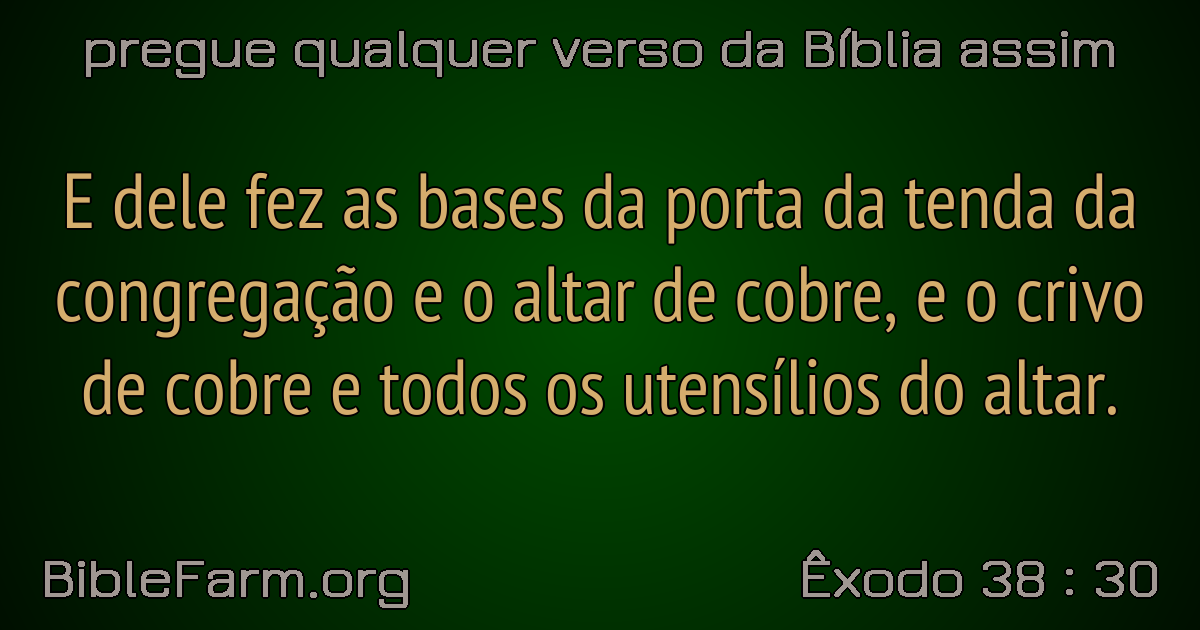 pregue qualquer verso da Bíblia assim
E dele fez as bases da porta da tenda da
congregação e o altar de cobre, e o crivo
de cobre e todos os utensílios do altar.
BibleFarm.org
Êxodo 38 : 30